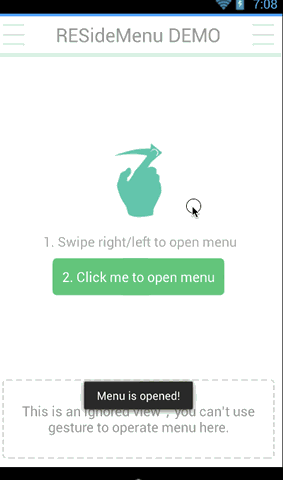 7:08
RESideMenu DEMO
1. Swipe right/left to open menu
2. Click me to open menu
Menu is opened!
This is an ignored view , you can't use
gesture to operate menu here.